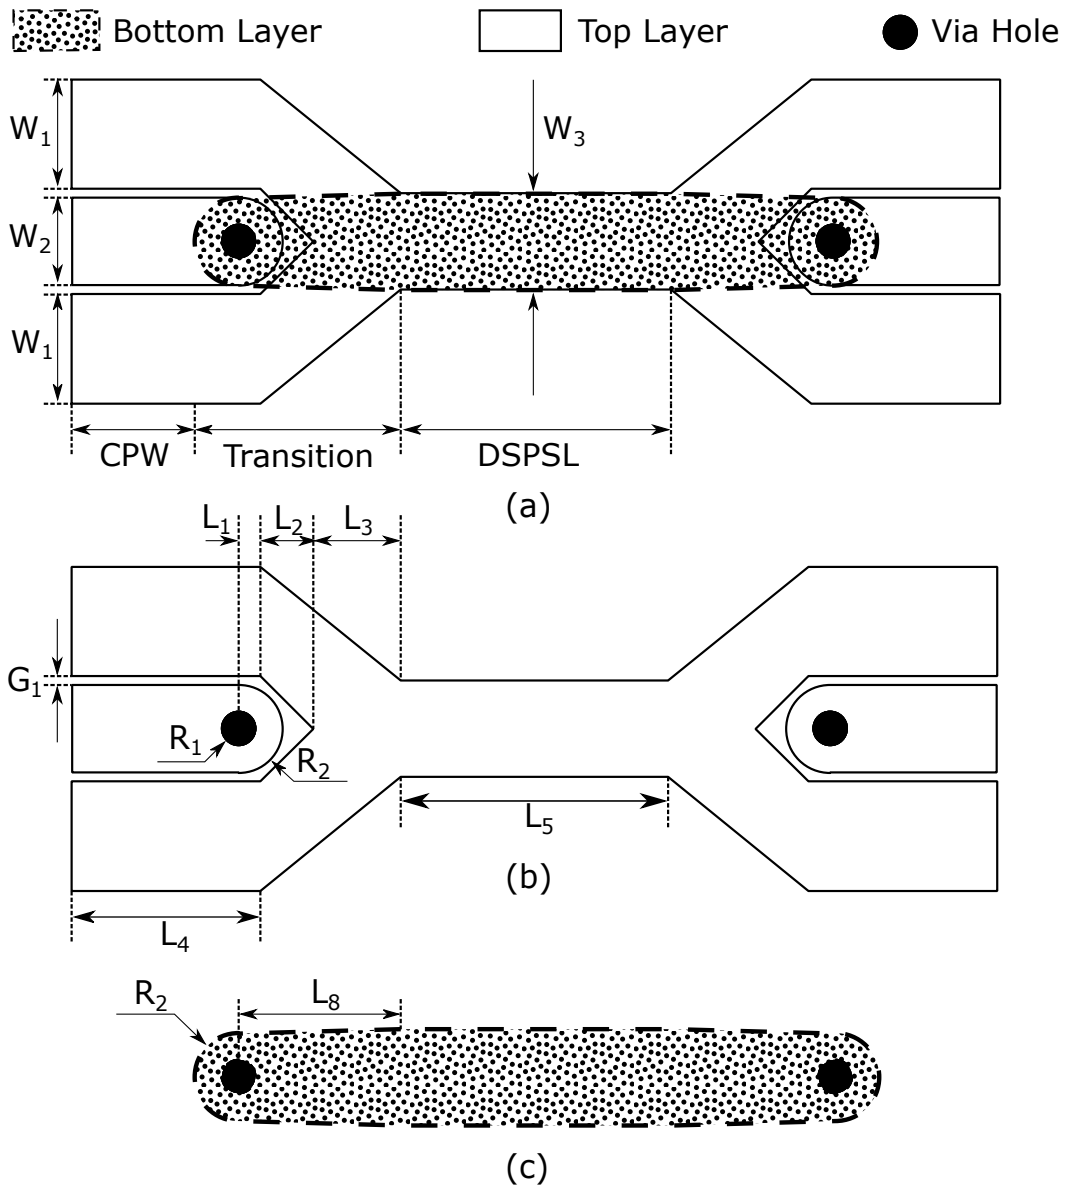 Bottom Layer Top Layer Via Hole
W₁
W₃
W₂
W₁
CPW Transition DSPSL
(a)
L₁ L₂ L₃
G₁
R₁
R₂
L₅
(b)
L₄
R₂ L₈
(c)